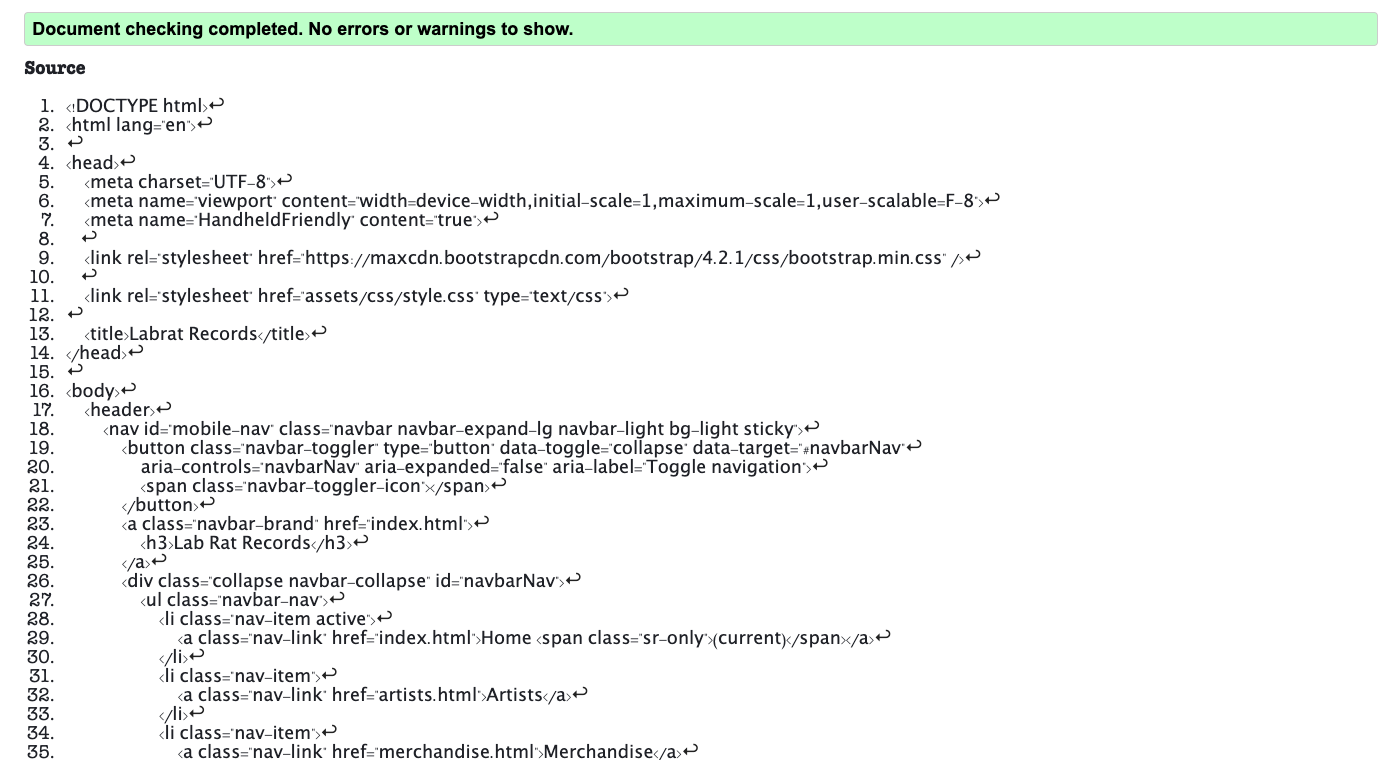 Document checking completed. No errors or warnings to show.
Source
1. <!DOCTYPE html>↩
2. <html lang="en">↩
3. ↩
4. <head>↩
5. <meta charset="UTF-8">↩
6. <meta name="viewport" content="width=device-width,initial-scale=1,maximum-scale=1,user-scalable=F-8">↩
7. <meta name="HandheldFriendly" content="true">↩
8. ↩
9. <link rel="stylesheet" href="https://maxcdn.bootstrapcdn.com/bootstrap/4.2.1/css/bootstrap.min.css" />↩
10. ↩
11. <link rel="stylesheet" href="assets/css/style.css" type="text/css">↩
12. ↩
13. <title>Labrat Records</title>↩
14. </head>↩
15. ↩
16. <body>↩
17. <header>↩
18. <nav id="mobile-nav" class="navbar navbar-expand-lg navbar-light bg-light sticky">↩
19. <button class="navbar-toggler" type="button" data-toggle="collapse" data-target="#navbarNav"↩
20. aria-controls="navbarNav" aria-expanded="false" aria-label="Toggle navigation">↩
21. <span class="navbar-toggler-icon"></span>↩
22. </button>↩
23. <a class="navbar-brand" href="index.html">↩
24. <h3>Lab Rat Records</h3>↩
25. </a>↩
26. <div class="collapse navbar-collapse" id="navbarNav">↩
27. <ul class="navbar-nav">↩
28. <li class="nav-item active">↩
29. <a class="nav-link" href="index.html">Home <span class="sr-only">(current)</span></a>↩
30. </li>↩
31. <li class="nav-item">↩
32. <a class="nav-link" href="artists.html">Artists</a>↩
33. </li>↩
34. <li class="nav-item">↩
35. <a class="nav-link" href="merchandise.html">Merchandise</a>↩